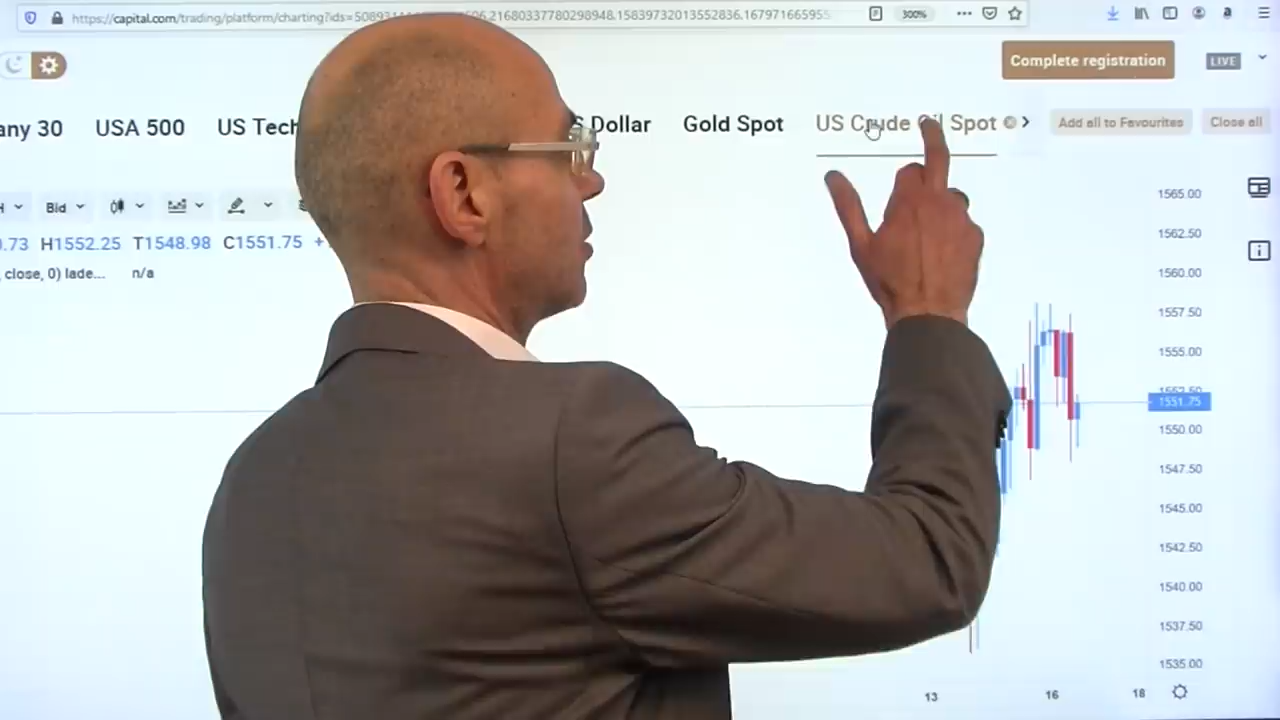 https://capital.com/trading/platform/charting?ids=
300%
Complete registration
LIVE
any 30 USA 500 US Tech Dollar Gold Spot US Crude Oil Spot
Add all to Favourites Close all
Bid
.73 H1552.25 T1548.98 C1551.75 +
, close, 0) lade... n/a
1565.00
1562.50
1560.00
1557.50
1555.00
1552.50
1551.75
1550.00
1547.50
1545.00
1542.50
1540.00
1537.50
1535.00
13 16 18